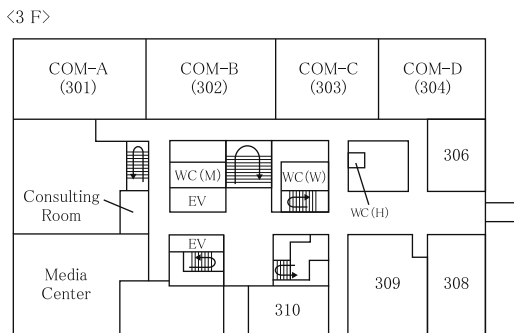 <3 F>
COM-A
(301)
COM-B
(302)
COM-C
(303)
COM-D
(304)
306
WC(M)
WC(W)
EV
Consulting
Room
WC(H)
EV
Media
Center
309
308
310